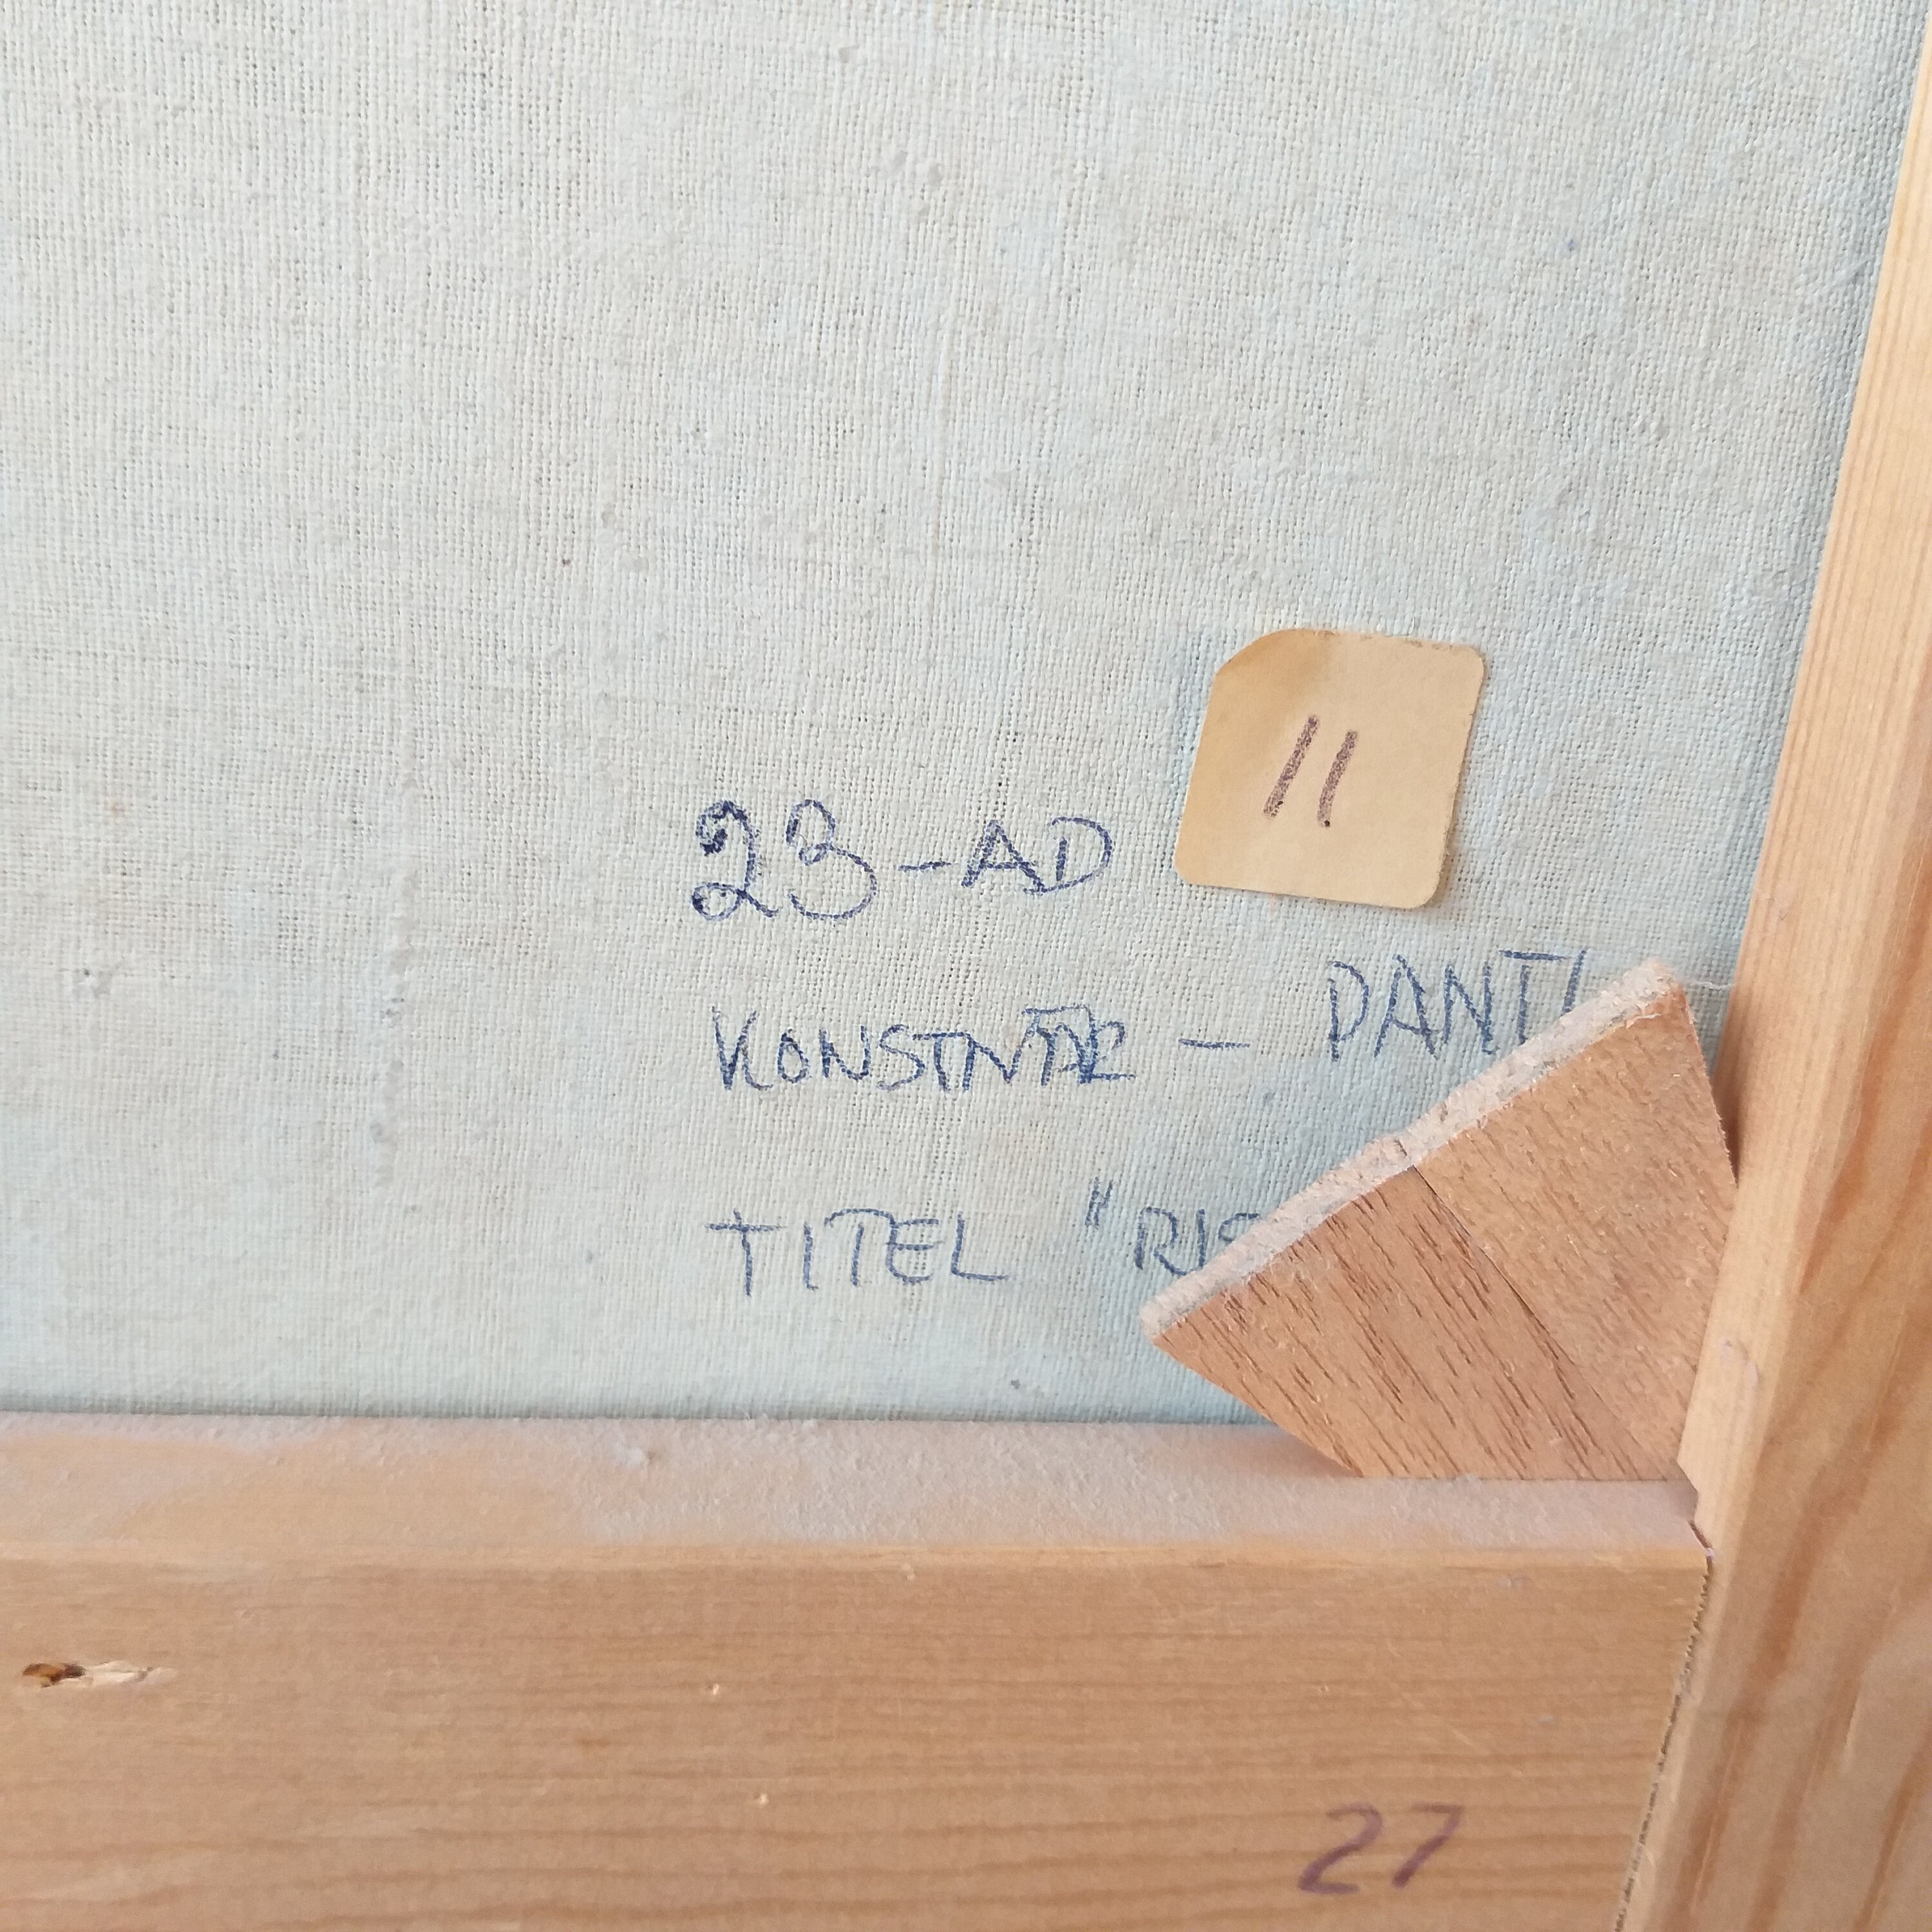 11
23-AD
KONSTNÄR - PANT
TITEL "RIS
27